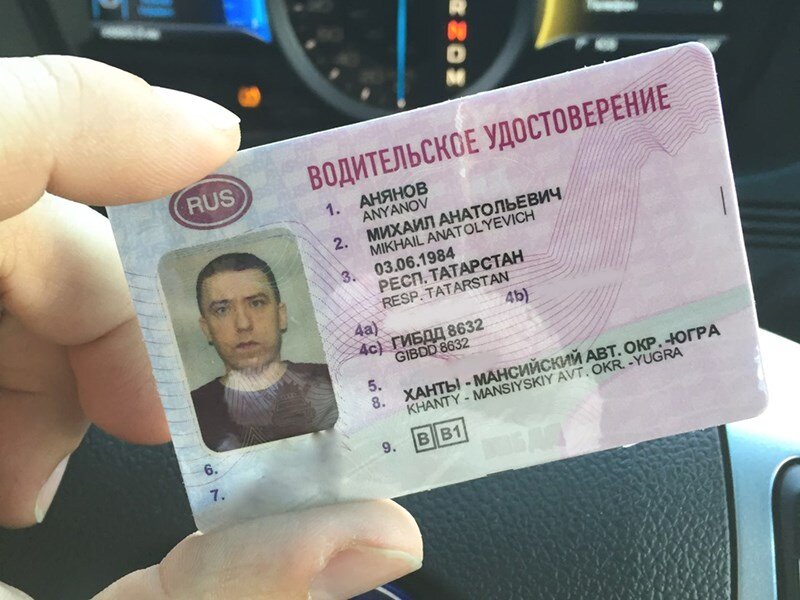 ВОДИТЕЛЬСКОЕ УДОСТОВЕРЕНИЕ
RUS
1. АНЯНОВ
ANYANOV
2. МИХАИЛ АНАТОЛЬЕВИЧ
MIKHAIL ANATOL'YEVICH
3. 03.06.1984
РЕСП. ТАТАРСТАН
RESP. TATARSTAN
4a) 4b)
4c) ГИБДД 8632
GIBDD 8632
5.
8. ХАНТЫ - МАНСИЙСКИЙ АВТ. ОКР. -ЮГРА
KHANTY - MANSIYSKIY AVT. OKR. -YUGRA
9. B B1
6.
7.
R
N
D
M